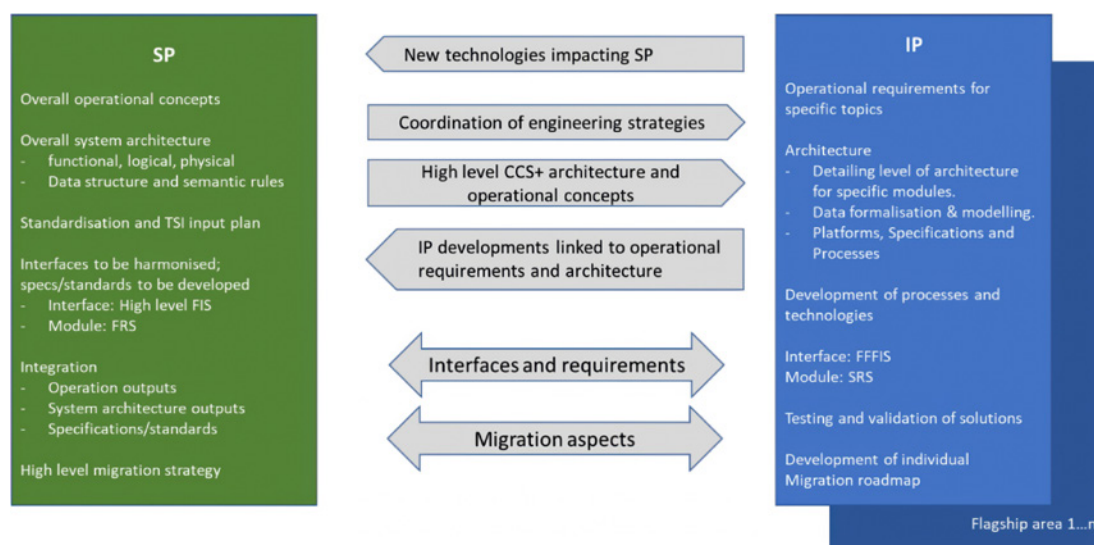 SP
Overall operational concepts
Overall system architecture
- functional, logical, physical
- Data structure and semantic rules
Standardisation and TSI input plan
Interfaces to be harmonised;
specs/standards to be developed
- Interface: High level FIS
- Module: FRS
Integration
- Operation outputs
- System architecture outputs
- Specifications/standards
High level migration strategy
New technologies impacting SP
Coordination of engineering strategies
High level CCS+ architecture and
operational concepts
IP developments linked to operational
requirements and architecture
Interfaces and requirements
Migration aspects
IP
Operational requirements for
specific topics
Architecture
- Detailing level of architecture
for specific modules.
- Data formalisation & modelling.
- Platforms, Specifications and
Processes
Development of processes and
technologies
Interface: FFFIS
Module: SRS
Testing and validation of solutions
Development of individual
Migration roadmap
Flagship area 1...n